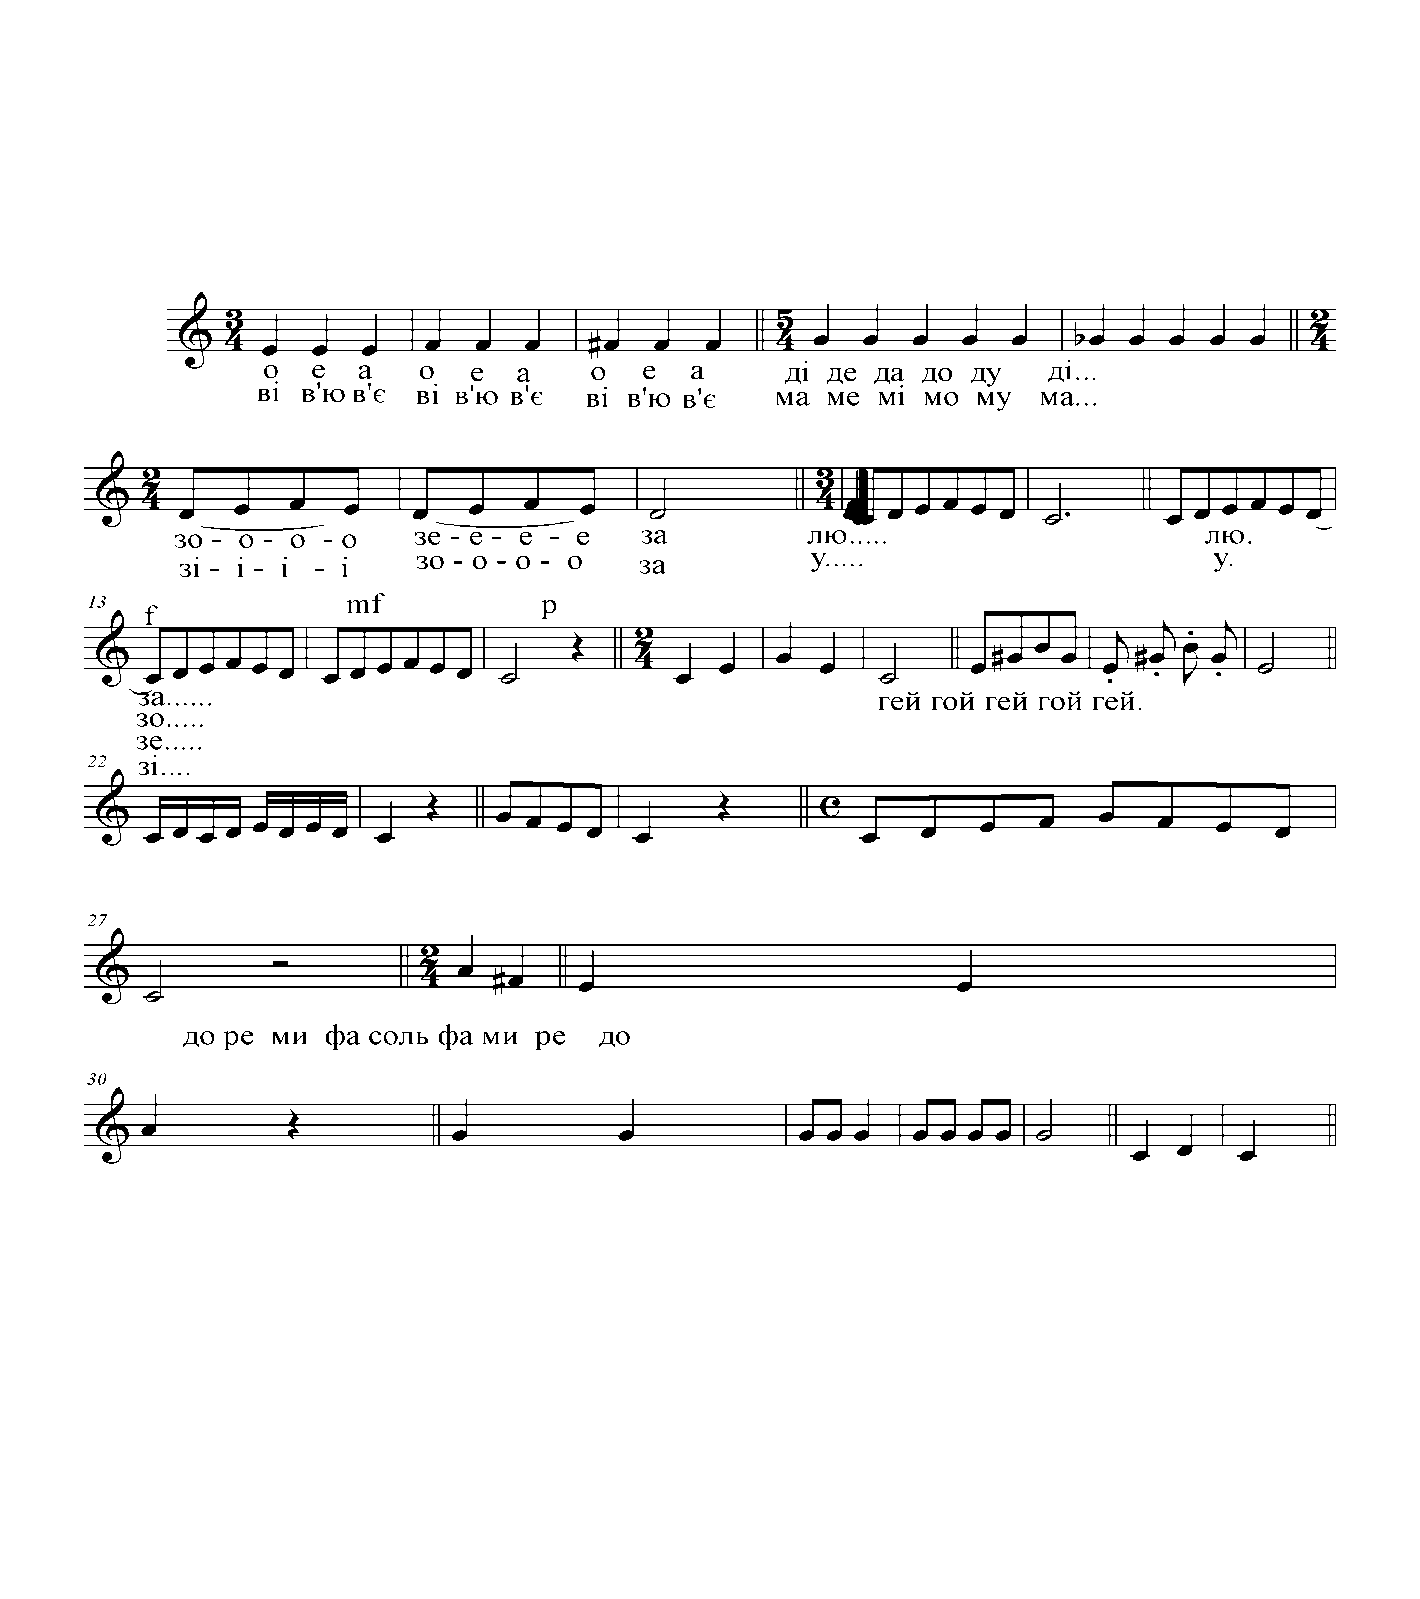 о е а о е а о е а ді де да до ду ді...
ві в'ю в'є ві в'ю в'є ві в'ю в'є ма ме мі мо му ма...
зо - о - о - о зе - е - е - е за лю..... лю.
зі - і - і - і зо - о - о - о за у..... у.
13 f mf p
за...... гей гой гей гой гей.
зо.....
зе.....
22 зі....
27
до ре ми фа соль фа ми ре до
30